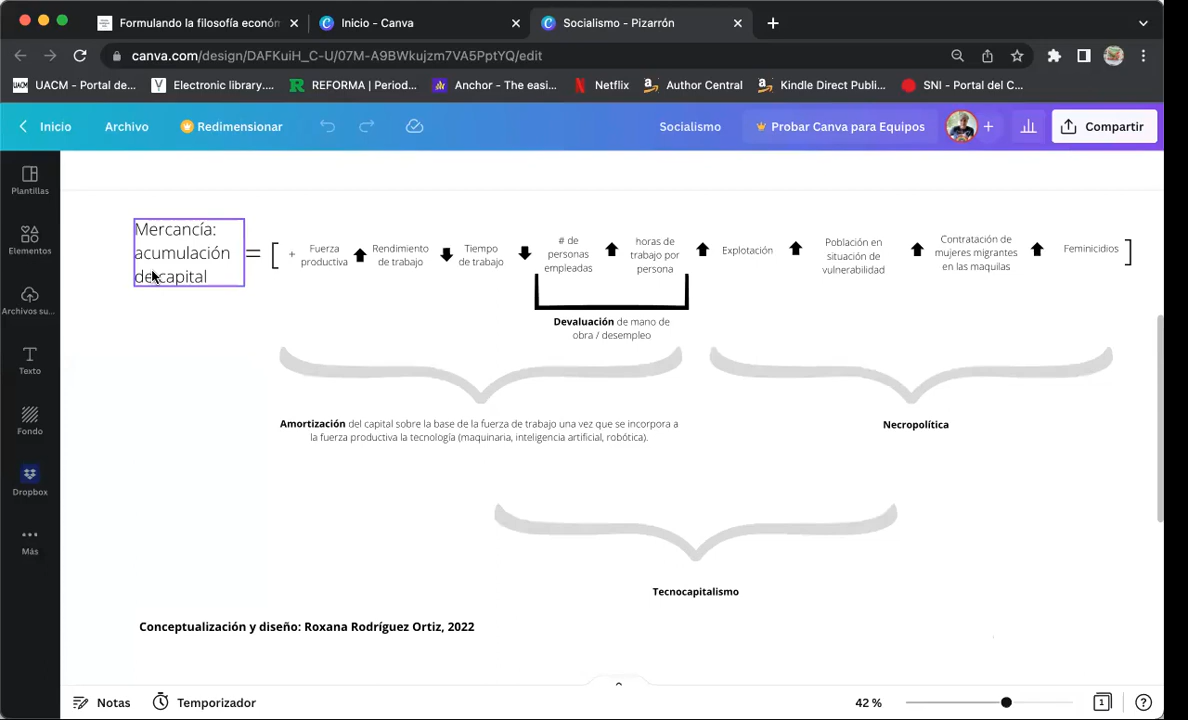 Formulando la filosofía econón
Inicio - Canva
Socialismo - Pizarrón
canva.com/design/DAFKuiH_C-U/07M-A9BWkujzm7VA5PptYQ/edit
UACM - Portal de...
Electronic library....
REFORMA | Period...
Anchor - The easi...
Netflix
Author Central
Kindle Direct Publi...
SNI - Portal del C...
Inicio
Archivo
Redimensionar
Socialismo
Probar Canva para Equipos
Compartir
Plantillas
Elementos
Archivos su...
Texto
Fondo
Dropbox
Más
Mercancía:
acumulación
de capital
=
+
Fuerza
productiva
Rendimiento
de trabajo
Tiempo
de trabajo
# de
personas
empleadas
horas de
trabajo por
persona
Explotación
Población en
situación de
vulnerabilidad
Contratación de
mujeres migrantes
en las maquilas
Feminicidios
Devaluación de mano de
obra / desempleo
Amortización del capital sobre la base de la fuerza de trabajo una vez que se incorpora a
la fuerza productiva la tecnología (maquinaria, inteligencia artificial, robótica).
Necropolítica
Tecnocapitalismo
Conceptualización y diseño: Roxana Rodríguez Ortiz, 2022
Notas
Temporizador
42 %
1